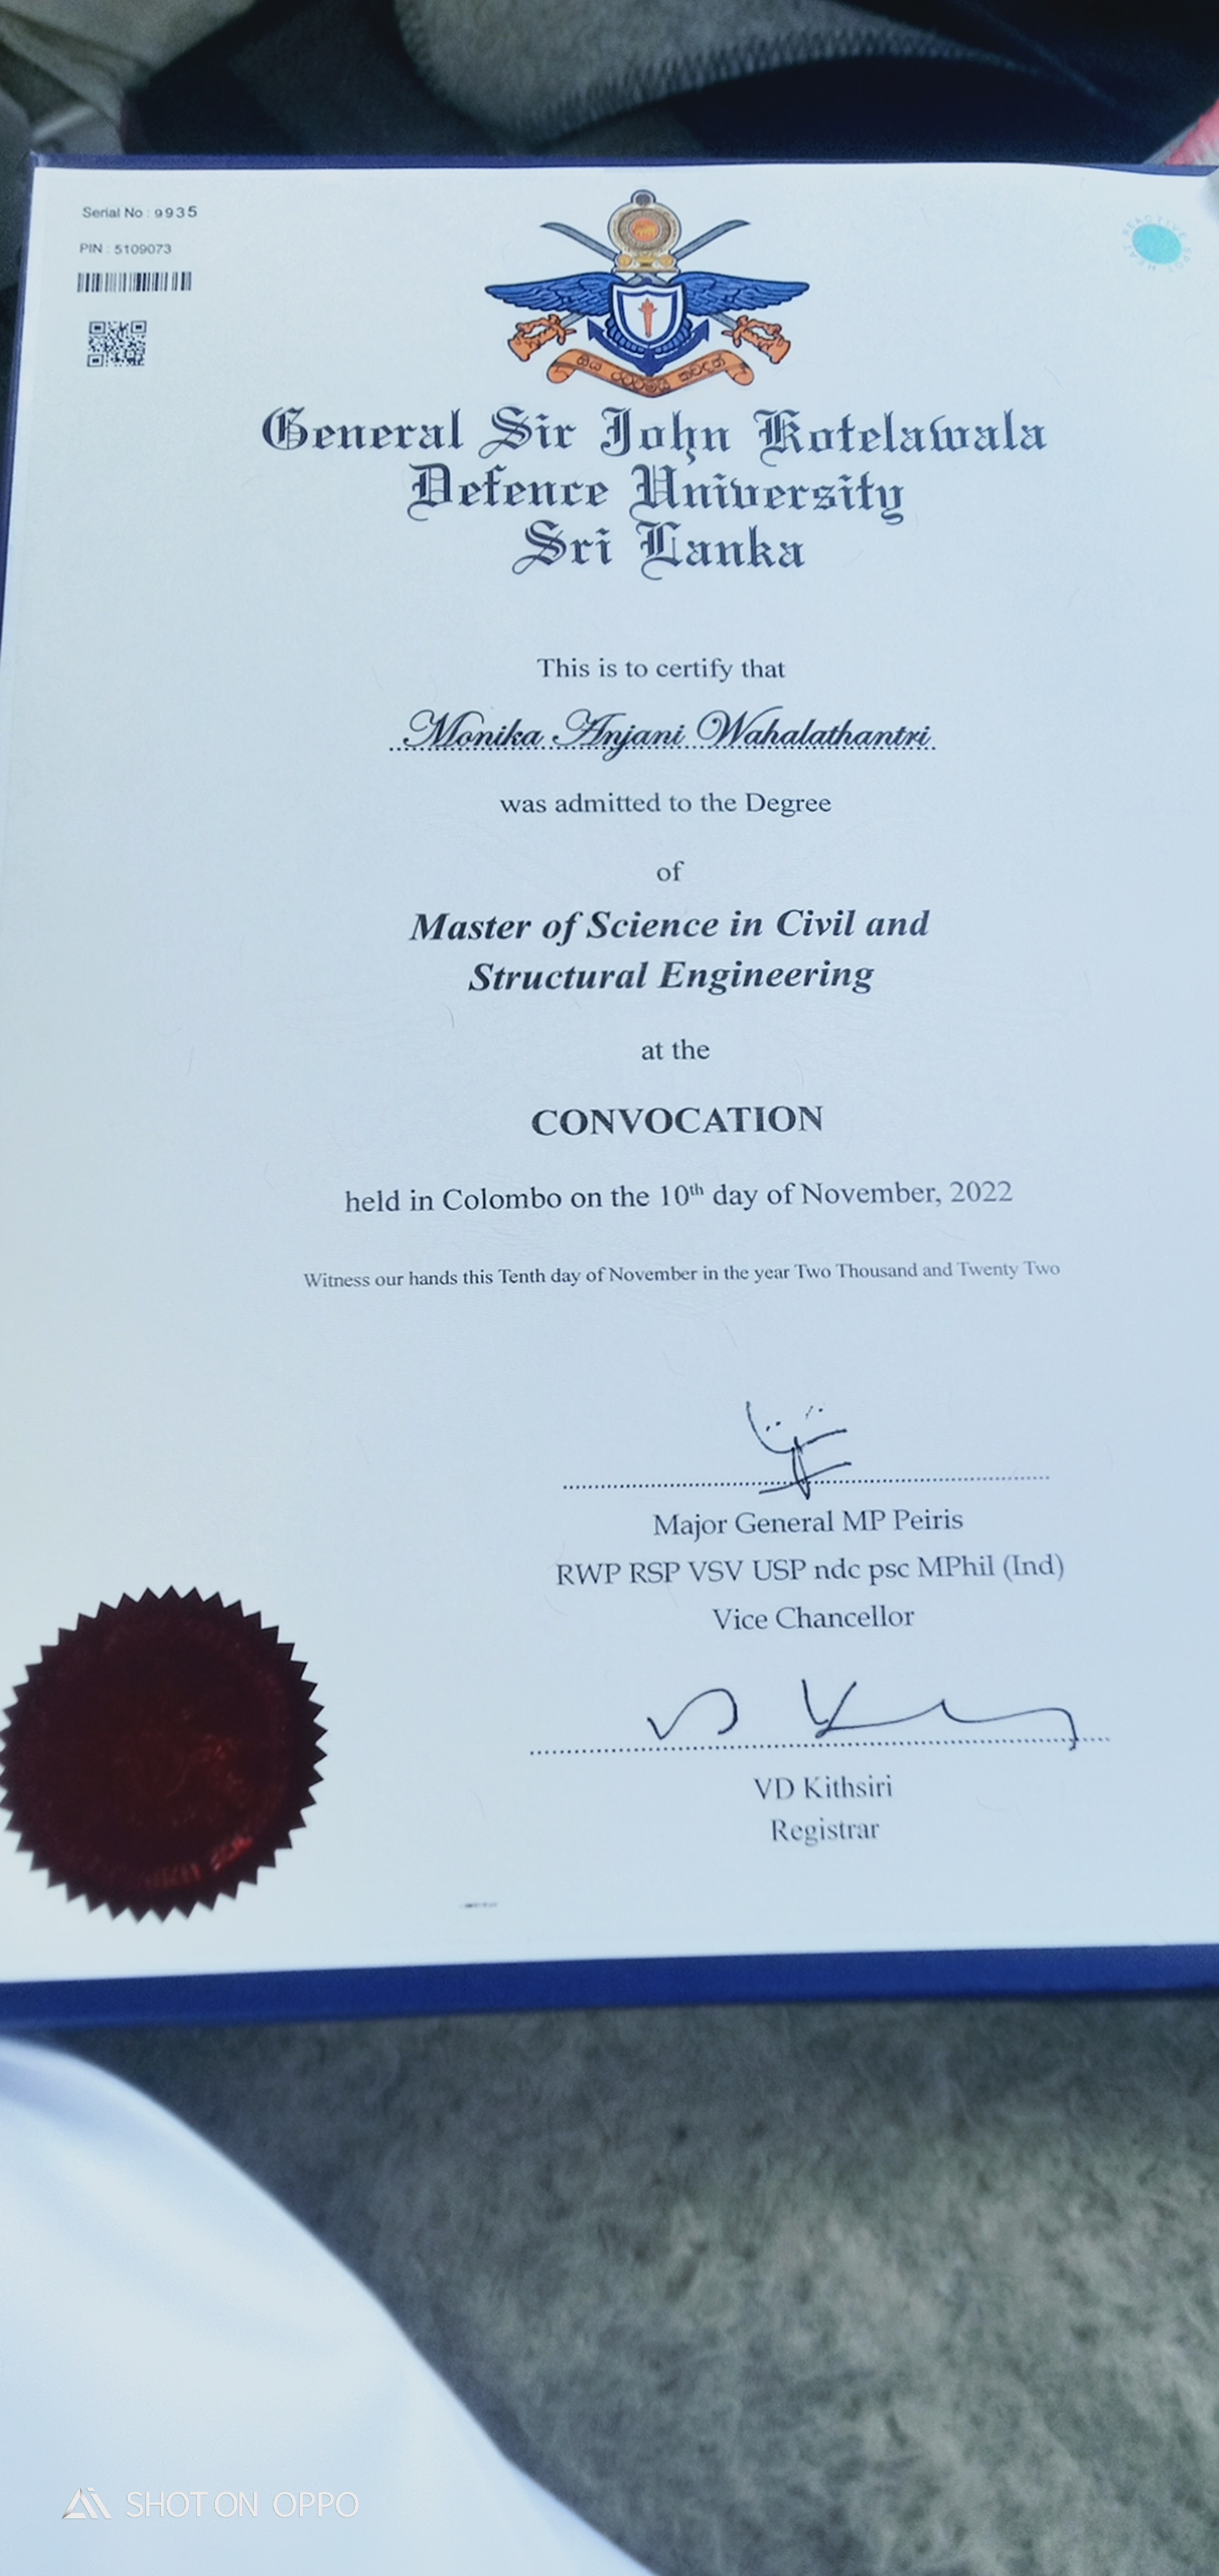 Serial No : 9935
PIN : 5109073
HEAT REACTIVE SPOT
General Sir John Kotelawala
Defence University
Sri Lanka
This is to certify that
Monika Anjani Wahalathantri
was admitted to the Degree
of
Master of Science in Civil and
Structural Engineering
at the
CONVOCATION
held in Colombo on the 10th day of November, 2022
Witness our hands this Tenth day of November in the year Two Thousand and Twenty Two
Major General MP Peiris
RWP RSP VSV USP ndc psc MPhil (Ind)
Vice Chancellor
VD Kithsiri
Registrar
SHOT ON OPPO